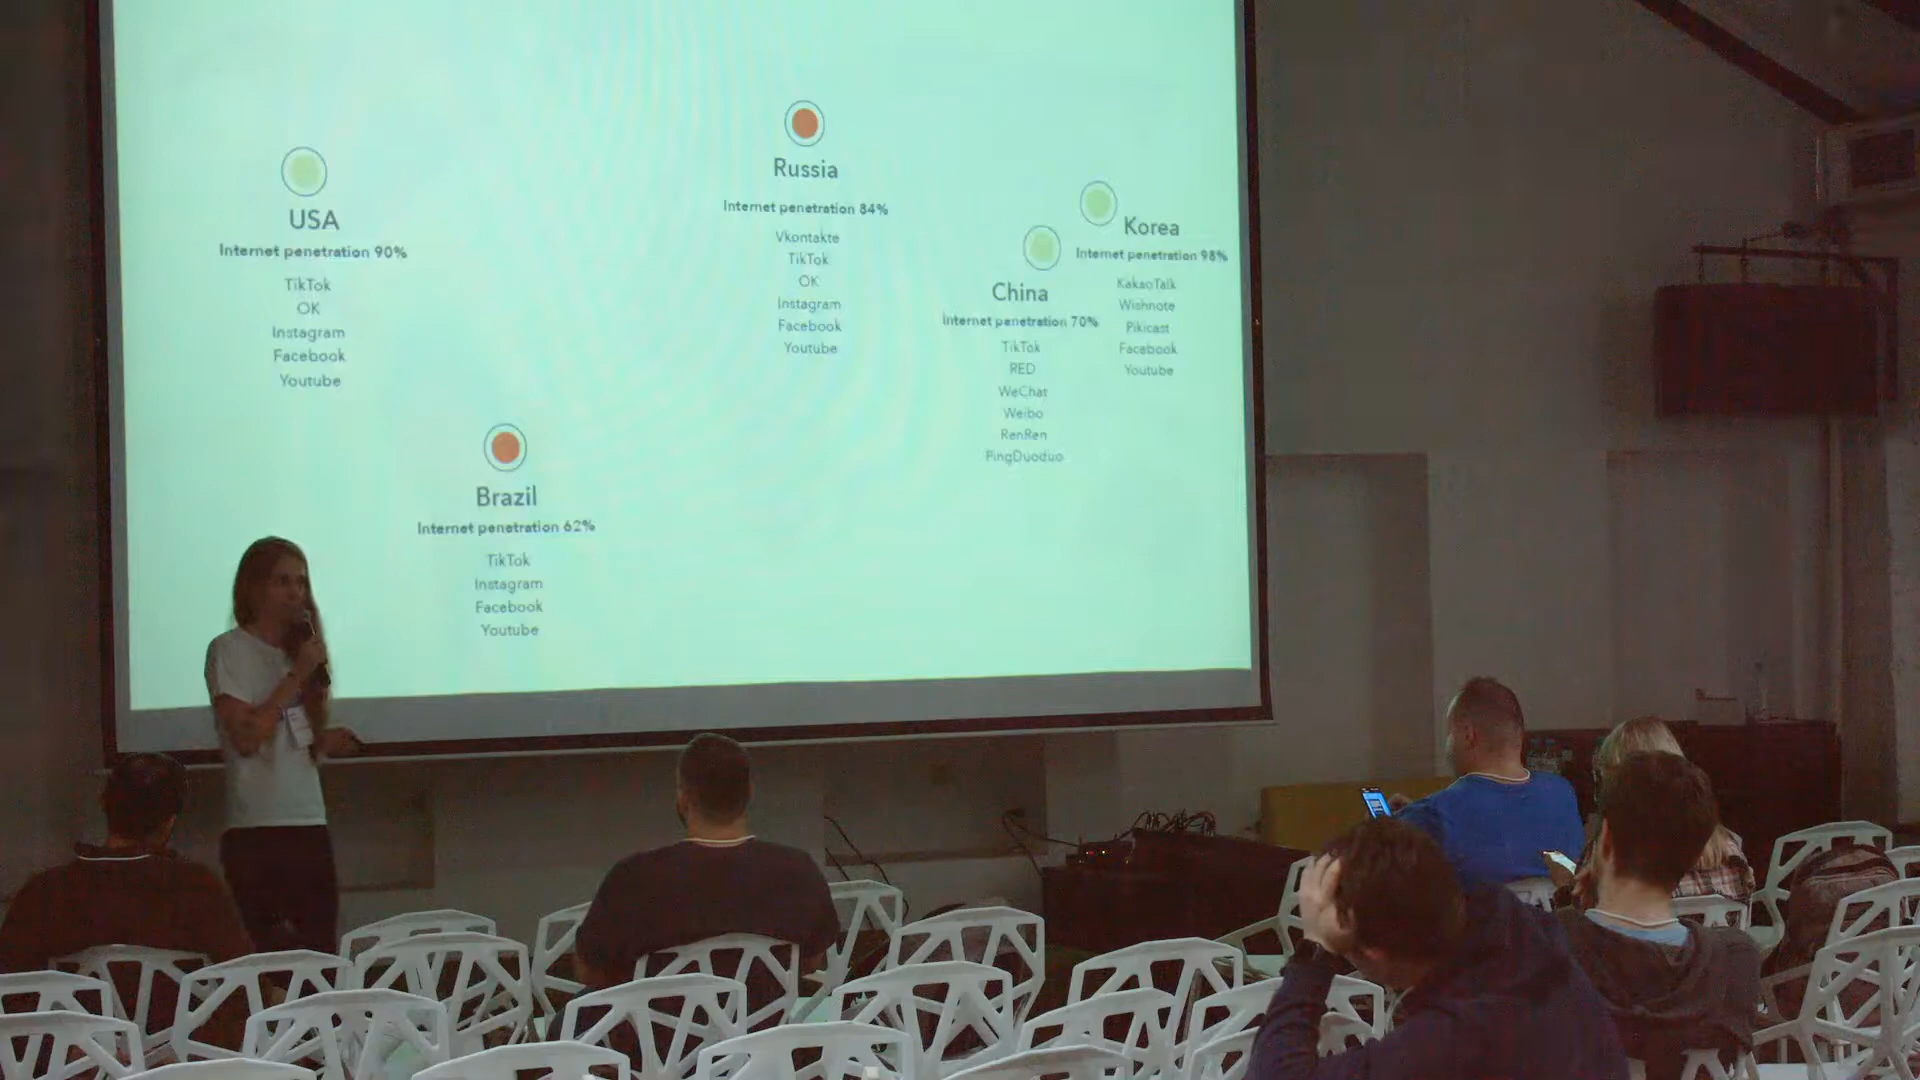 USA
Internet penetration 90%
TikTok
OK
Instagram
Facebook
Youtube
Brazil
Internet penetration 62%
TikTok
Instagram
Facebook
Youtube
Russia
Internet penetration 84%
Vkontakte
TikTok
OK
Instagram
Facebook
Youtube
China
Internet penetration 70%
TikTok
RED
WeChat
Weibo
RenRen
PingDuoduo
Korea
Internet penetration 98%
KakaoTalk
Wishnote
Pikicast
Facebook
Youtube